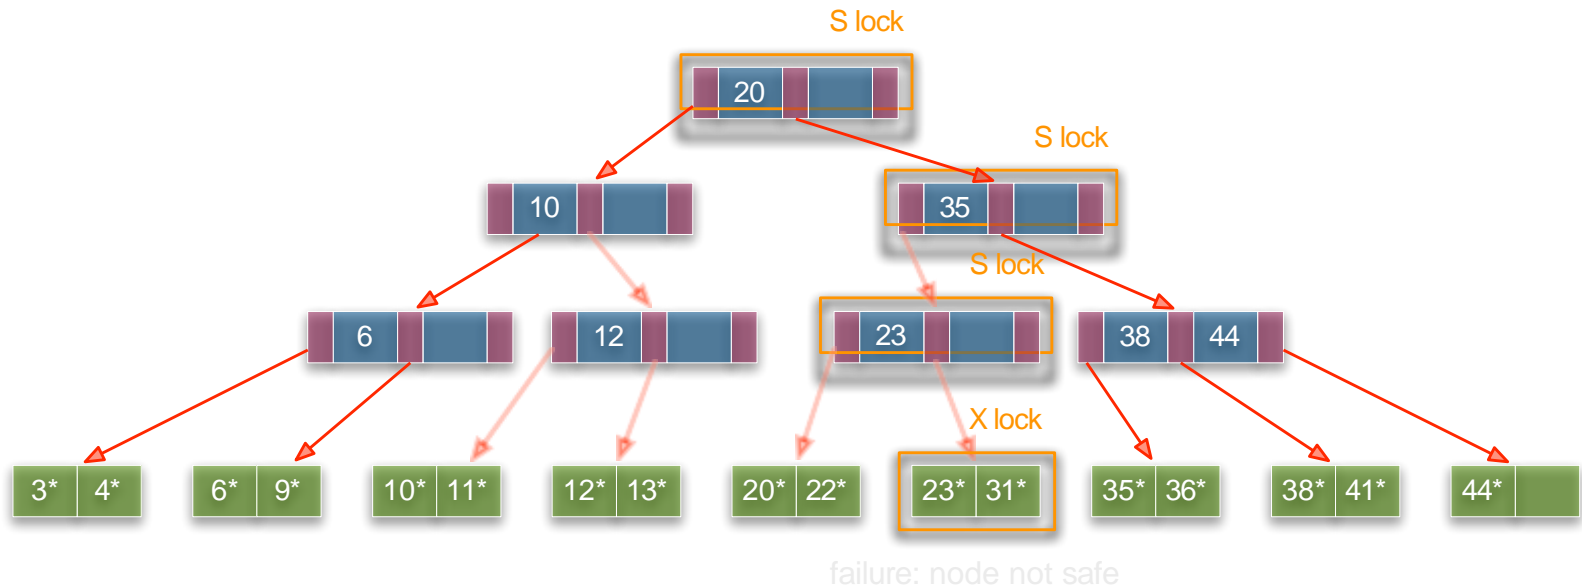 S lock
20
S lock
10 35
S lock
6 12 23 38 44
X lock
3* 4* 6* 9* 10* 11* 12* 13* 20* 22* 23* 31* 35* 36* 38* 41* 44*
failure: node not safe